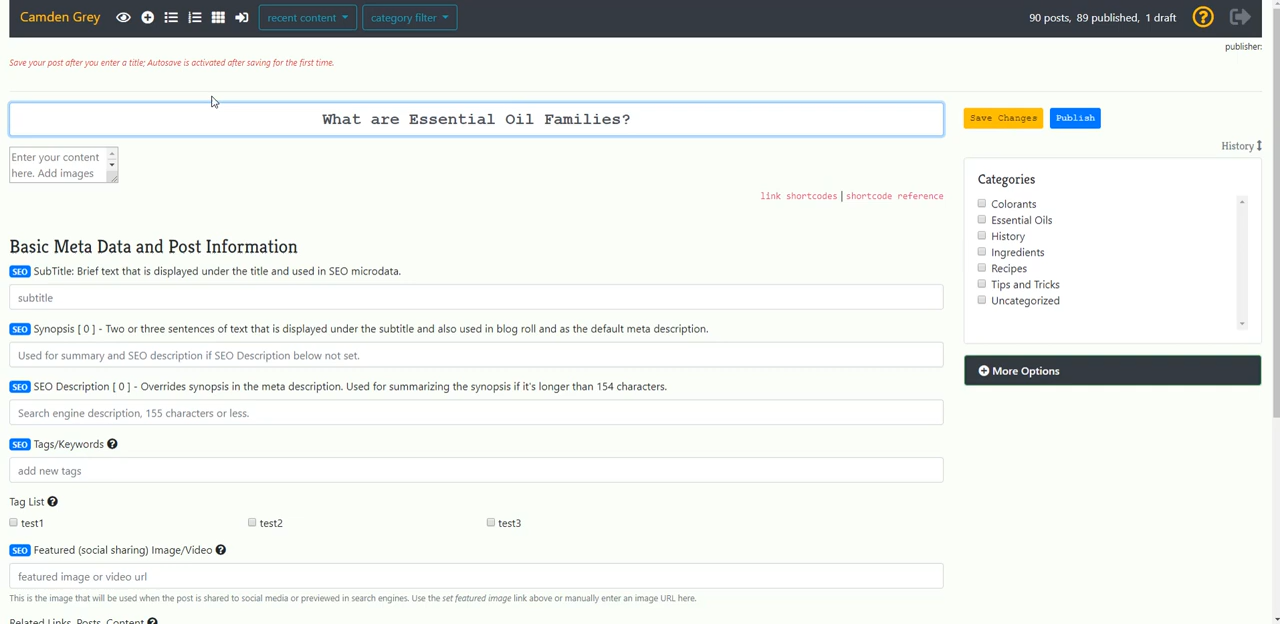 Camden Grey recent content category filter 90 posts, 89 published, 1 draft
publisher:
Save your post after you enter a title; Autosave is activated after saving for the first time.
What are Essential Oil Families?
Save Changes Publish
History
Enter your content
here. Add images
link shortcodes | shortcode reference
Categories
Colorants
Essential Oils
History
Ingredients
Recipes
Tips and Tricks
Uncategorized
More Options
Basic Meta Data and Post Information
SEO SubTitle: Brief text that is displayed under the title and used in SEO microdata.
subtitle
SEO Synopsis [ 0 ] - Two or three sentences of text that is displayed under the subtitle and also used in blog roll and as the default meta description.
Used for summary and SEO description if SEO Description below not set.
SEO SEO Description [ 0 ] - Overrides synopsis in the meta description. Used for summarizing the synopsis if it's longer than 154 characters.
Search engine description, 155 characters or less.
SEO Tags/Keywords
add new tags
Tag List
test1 test2 test3
SEO Featured (social sharing) Image/Video
featured image or video url
This is the image that will be used when the post is shared to social media or previewed in search engines. Use the set featured image link above or manually enter an image URL here.
Related Links, Posts, Content